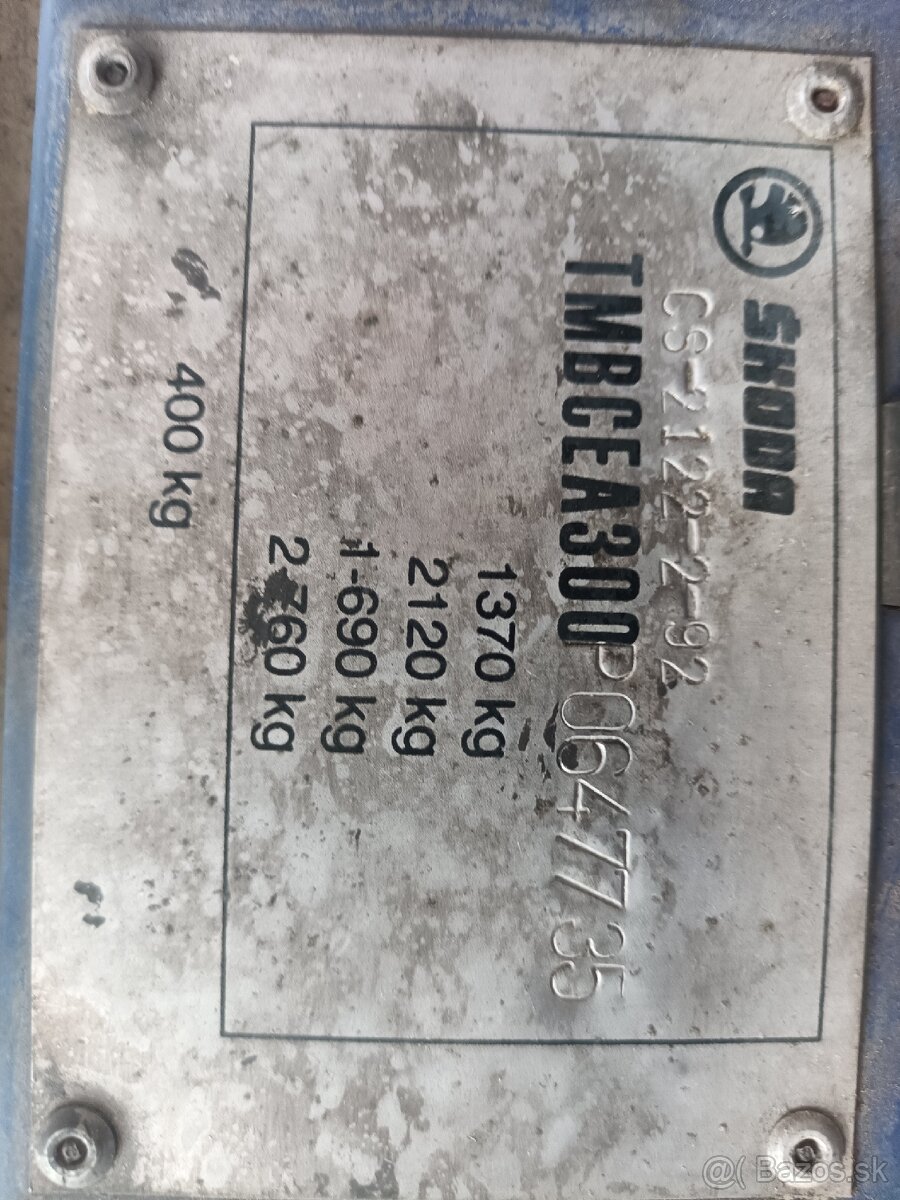 ŠKODA
CS-2122-2-92
TMBCEA300P0647735
1370 kg
2120 kg
1-690 kg
2-760 kg
400 kg
@( Bazos.sk